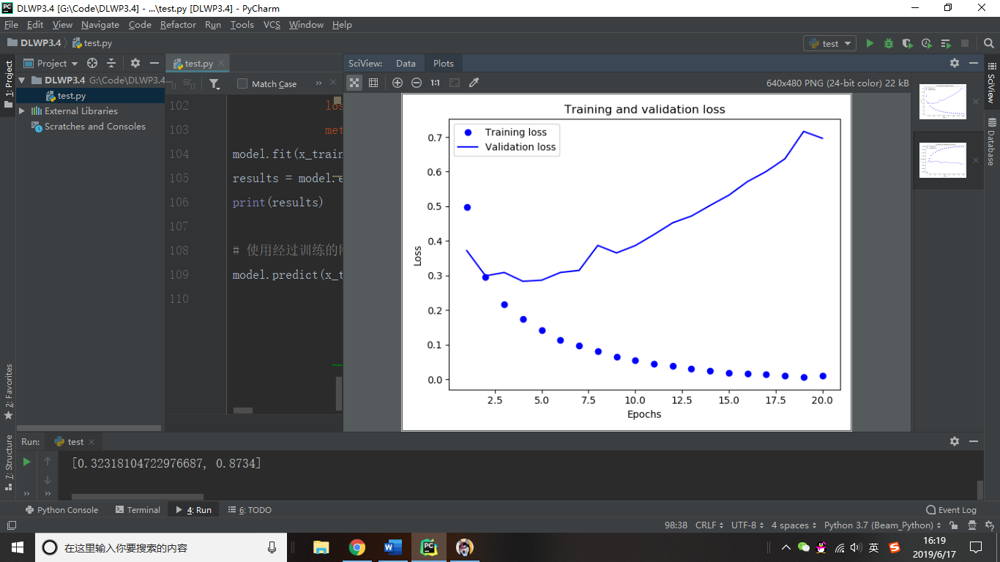 DLWP3.4 [G:\Code\DLWP3.4] - ...\test.py [DLWP3.4] - PyCharm
File Edit View Navigate Code Refactor Run Tools VCS Window Help
DLWP3.4 test.py test
Project test.py SciView: Data Plots
1: Project
DLWP3.4 G:\Code\DLWP3.4
test.py
External Libraries
Scratches and Consoles
Match Case
1:1 640x480 PNG (24-bit color) 22 kB
102 los
103 met
104 model.fit(x_train
105 results = model.e
106 print(results)
107
108 # 使用经过训练的
109 model.predict(x_t
110
Training and validation loss
Training loss
Validation loss
0.7
0.6
0.5
0.4
0.3
0.2
0.1
0.0
Loss
2.5 5.0 7.5 10.0 12.5 15.0 17.5 20.0
Epochs
SciView
Database
2: Favorites
7: Structure
Run: test
[0.32318104722976687, 0.8734]
Python Console Terminal 4: Run 6: TODO Event Log
98:38 CRLF UTF-8 4 spaces Python 3.7 (Beam_Python)
在这里输入你要搜索的内容
英
16:19
2019/6/17